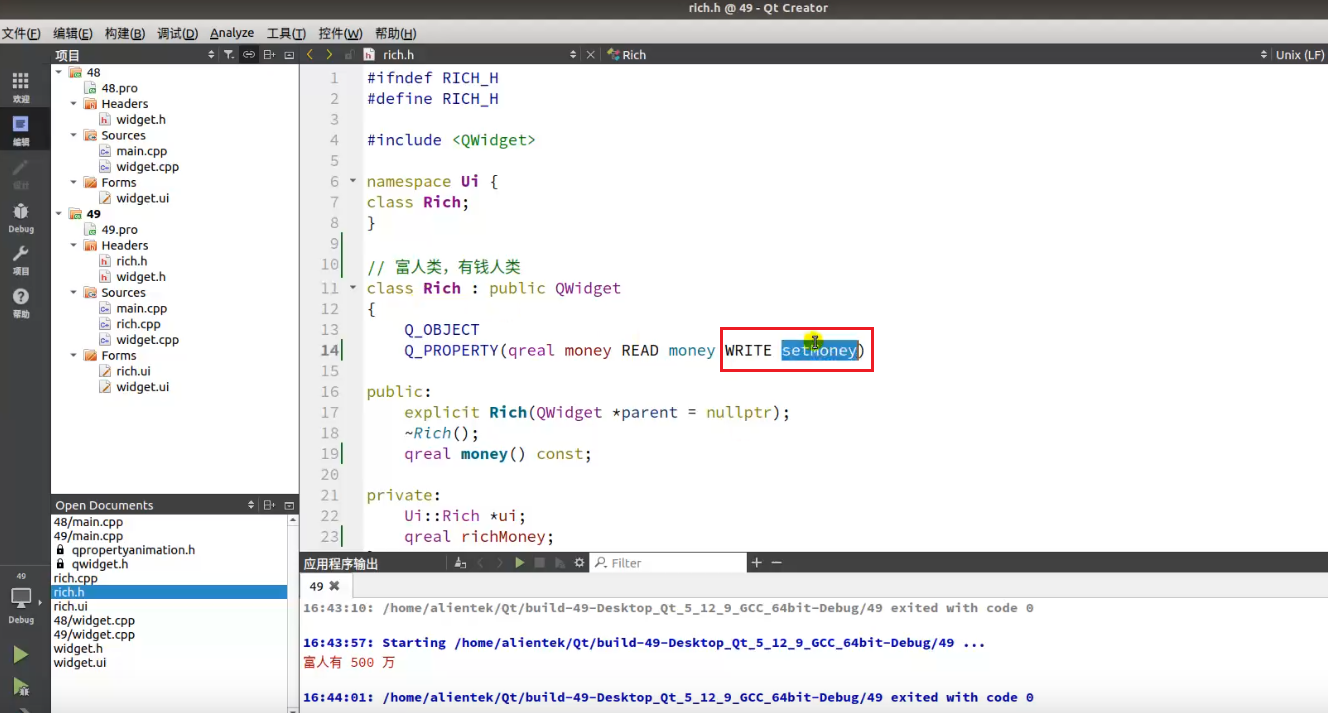 rich.h @ 49 - Qt Creator
文件(F) 编辑(E) 构建(B) 调试(D) Analyze 工具(T) 控件(W) 帮助(H)
项目
rich.h
Rich
Unix (LF)
欢迎
编辑
设计
Debug
项目
帮助
48
48.pro
Headers
widget.h
Sources
main.cpp
widget.cpp
Forms
widget.ui
49
49.pro
Headers
rich.h
widget.h
Sources
main.cpp
rich.cpp
widget.cpp
Forms
rich.ui
widget.ui
1 #ifndef RICH_H
2 #define RICH_H
3
4 #include <QWidget>
5
6 namespace Ui {
7 class Rich;
8 }
9
10 // 富人类，有钱人类
11 class Rich : public QWidget
12 {
13 Q_OBJECT
14 Q_PROPERTY(qreal money READ money WRITE setMoney)
15
16 public:
17 explicit Rich(QWidget *parent = nullptr);
18 ~Rich();
19 qreal money() const;
20
21 private:
22 Ui::Rich *ui;
23 qreal richMoney;
Open Documents
48/main.cpp
49/main.cpp
qpropertyanimation.h
qwidget.h
rich.cpp
rich.h
rich.ui
48/widget.cpp
49/widget.cpp
widget.h
widget.ui
49
Debug
应用程序输出
Filter
49
16:43:10: /home/alientek/Qt/build-49-Desktop_Qt_5_12_9_GCC_64bit-Debug/49 exited with code 0
16:43:57: Starting /home/alientek/Qt/build-49-Desktop_Qt_5_12_9_GCC_64bit-Debug/49 ...
富人有 500 万
16:44:01: /home/alientek/Qt/build-49-Desktop_Qt_5_12_9_GCC_64bit-Debug/49 exited with code 0